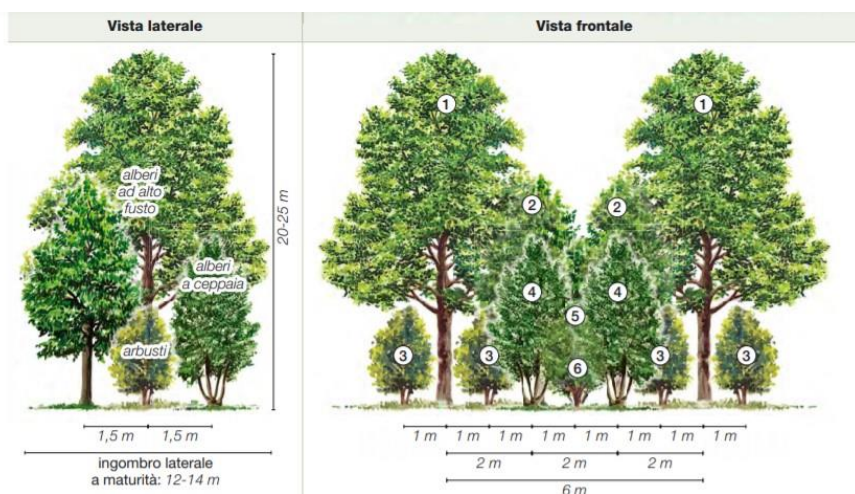 Vista laterale
Vista frontale
alberi
ad alto
fusto
alberi
a ceppaia
arbusti
20-25 m
1,5 m
1,5 m
ingombro laterale
a maturità: 12-14 m
1
1
2
2
4
4
5
3
3
6
3
3
1 m
1 m
1 m
1 m
1 m
1 m
1 m
1 m
2 m
2 m
2 m
6 m